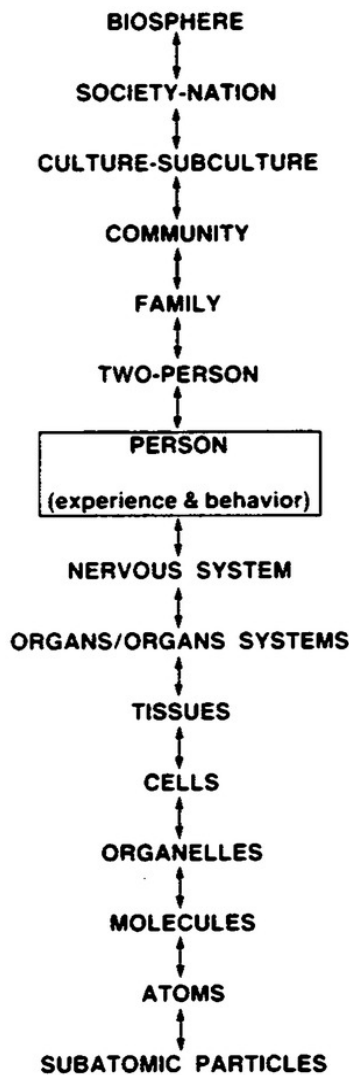 BIOSPHERE
SOCIETY-NATION
CULTURE-SUBCULTURE
COMMUNITY
FAMILY
TWO-PERSON
PERSON
(experience & behavior)
NERVOUS SYSTEM
ORGANS/ORGANS SYSTEMS
TISSUES
CELLS
ORGANELLES
MOLECULES
ATOMS
SUBATOMIC PARTICLES